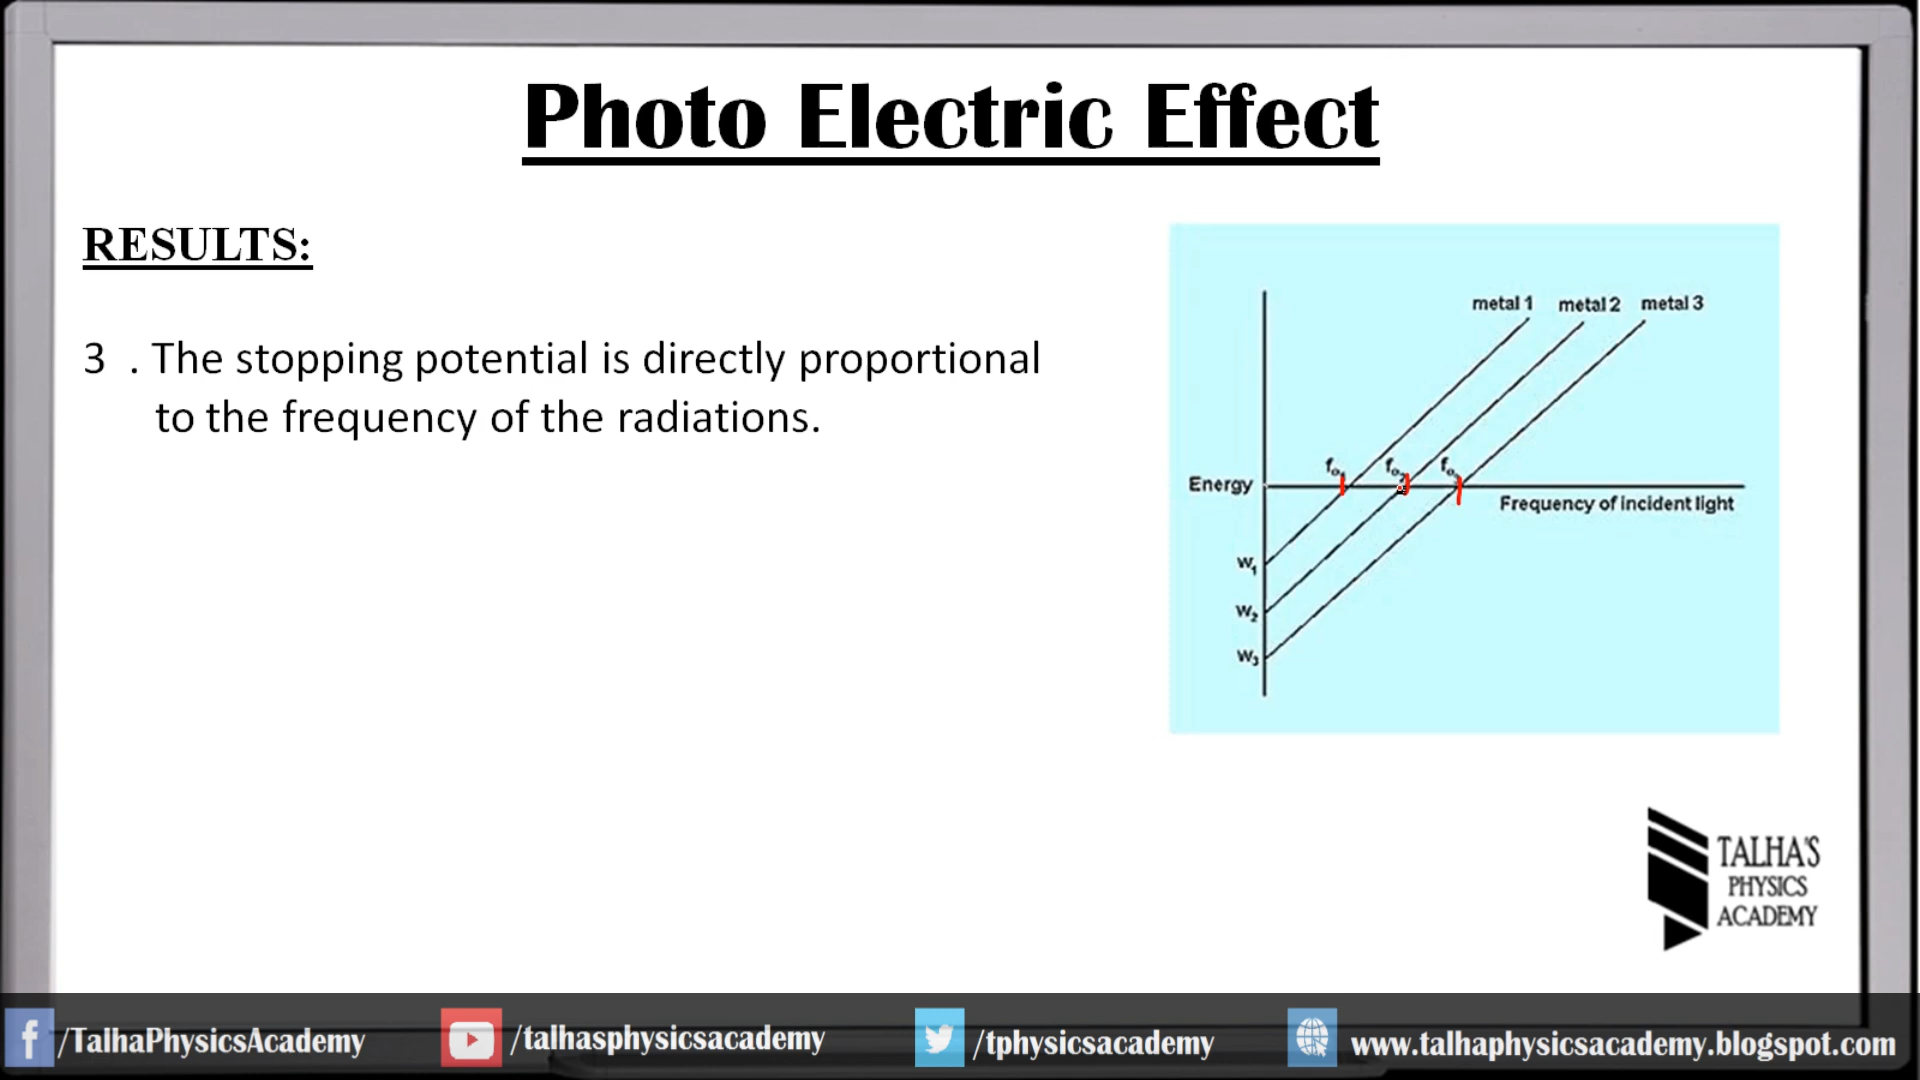 Photo Electric Effect
RESULTS:
3 . The stopping potential is directly proportional
to the frequency of the radiations.
metal 1 metal 2 metal 3
fo1 fo2 fo
Energy
Frequency of incident light
W1
W2
W3
TALHA'S
PHYSICS
ACADEMY
/TalhaPhysicsAcademy /talhasphysicsacademy /tphysicsacademy www.talhaphysicsacademy.blogspot.com